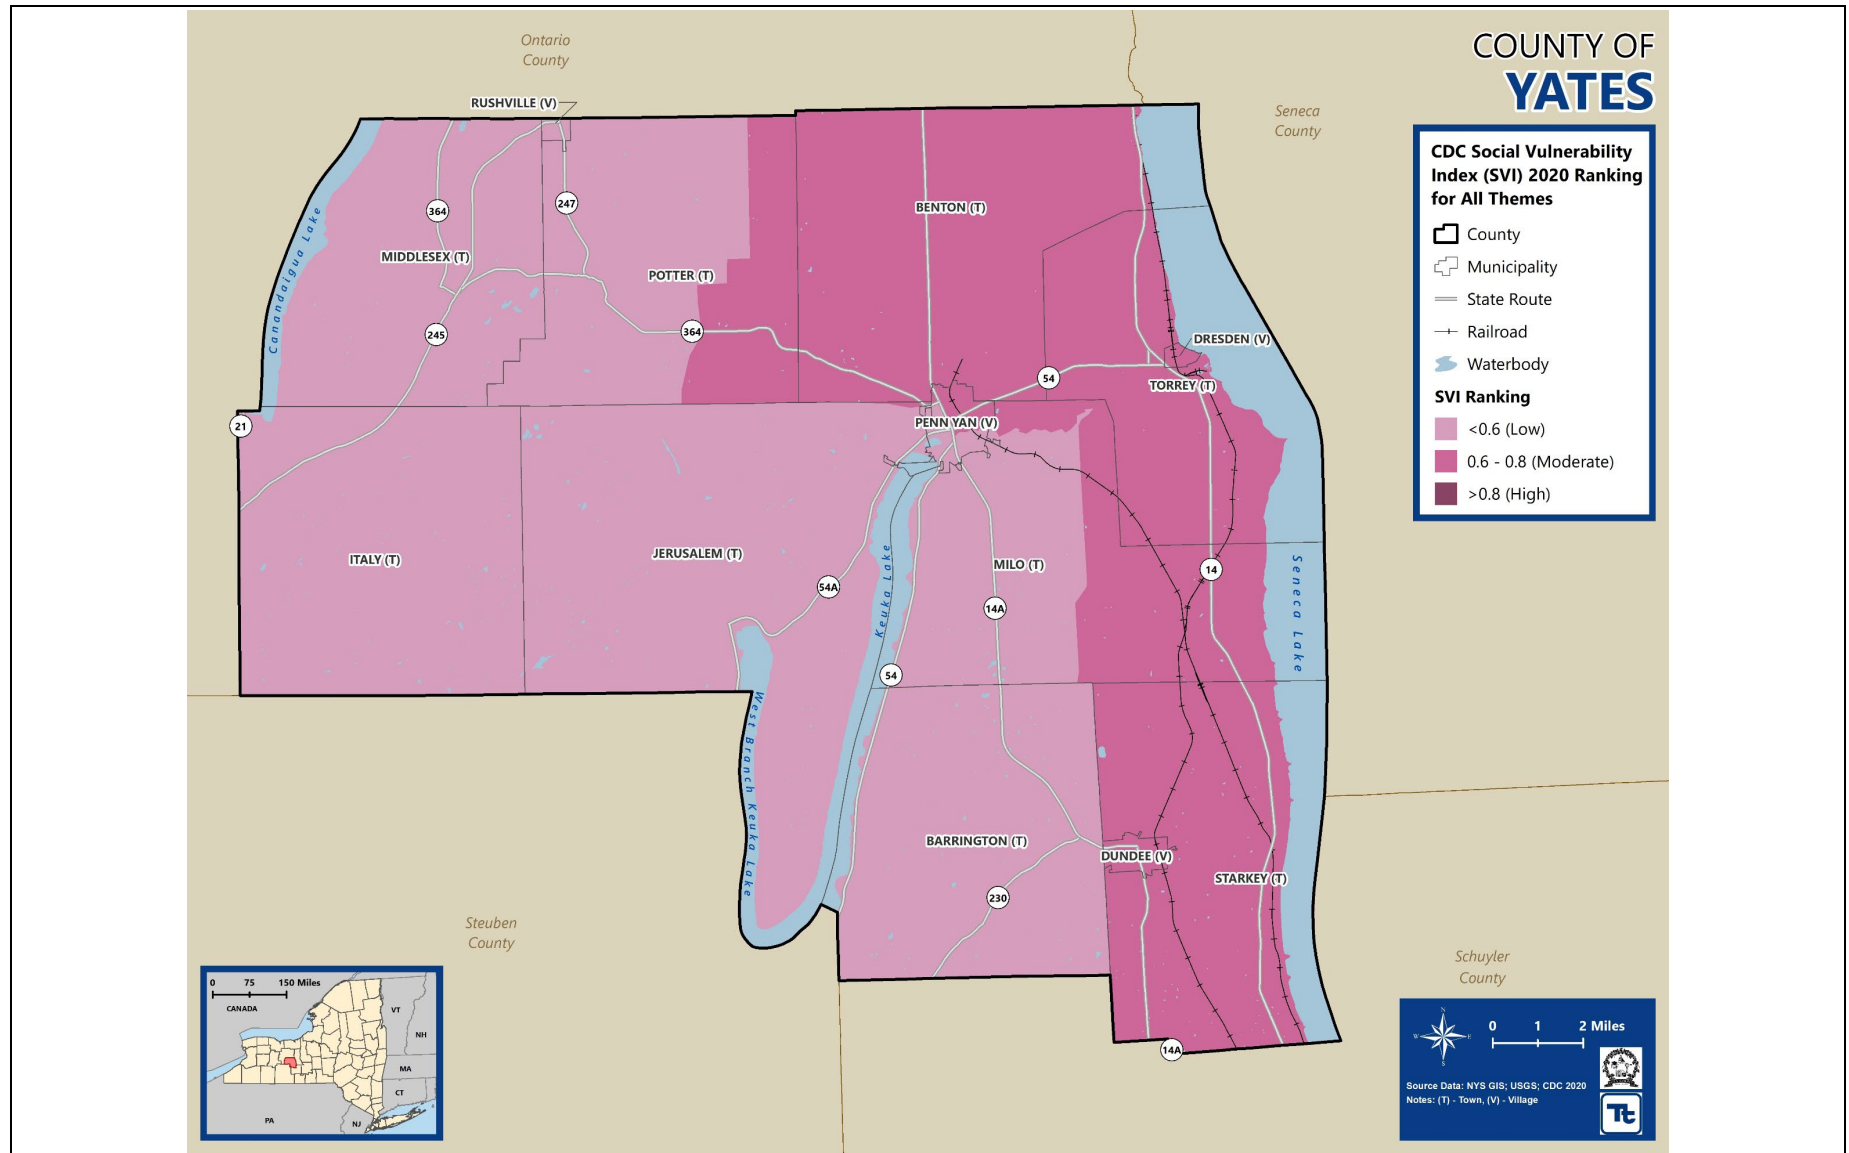 COUNTY OF
YATES
Ontario
County
Seneca
County
Steuben
County
Schuyler
County
CDC Social Vulnerability
Index (SVI) 2020 Ranking
for All Themes
County
Municipality
State Route
Railroad
Waterbody
SVI Ranking
<0.6 (Low)
0.6 - 0.8 (Moderate)
>0.8 (High)
RUSHVILLE (V)
364
247
BENTON (T)
Canandaigua Lake
MIDDLESEX (T)
POTTER (T)
245
364
DRESDEN (V)
54
TORREY (T)
21
PENN YAN (V)
ITALY (T)
JERUSALEM (T)
54A
Keuka Lake
MILO (T)
14A
14
Seneca Lake
54
West Branch Keuka Lake
BARRINGTON (T)
DUNDEE (V)
STARKEY (T)
230
14A
0 75 150 Miles
CANADA
VT
NH
MA
CT
PA
NJ
N
W E
S
0 1 2 Miles
Source Data: NYS GIS; USGS; CDC 2020
Notes: (T) - Town, (V) - Village
Tt